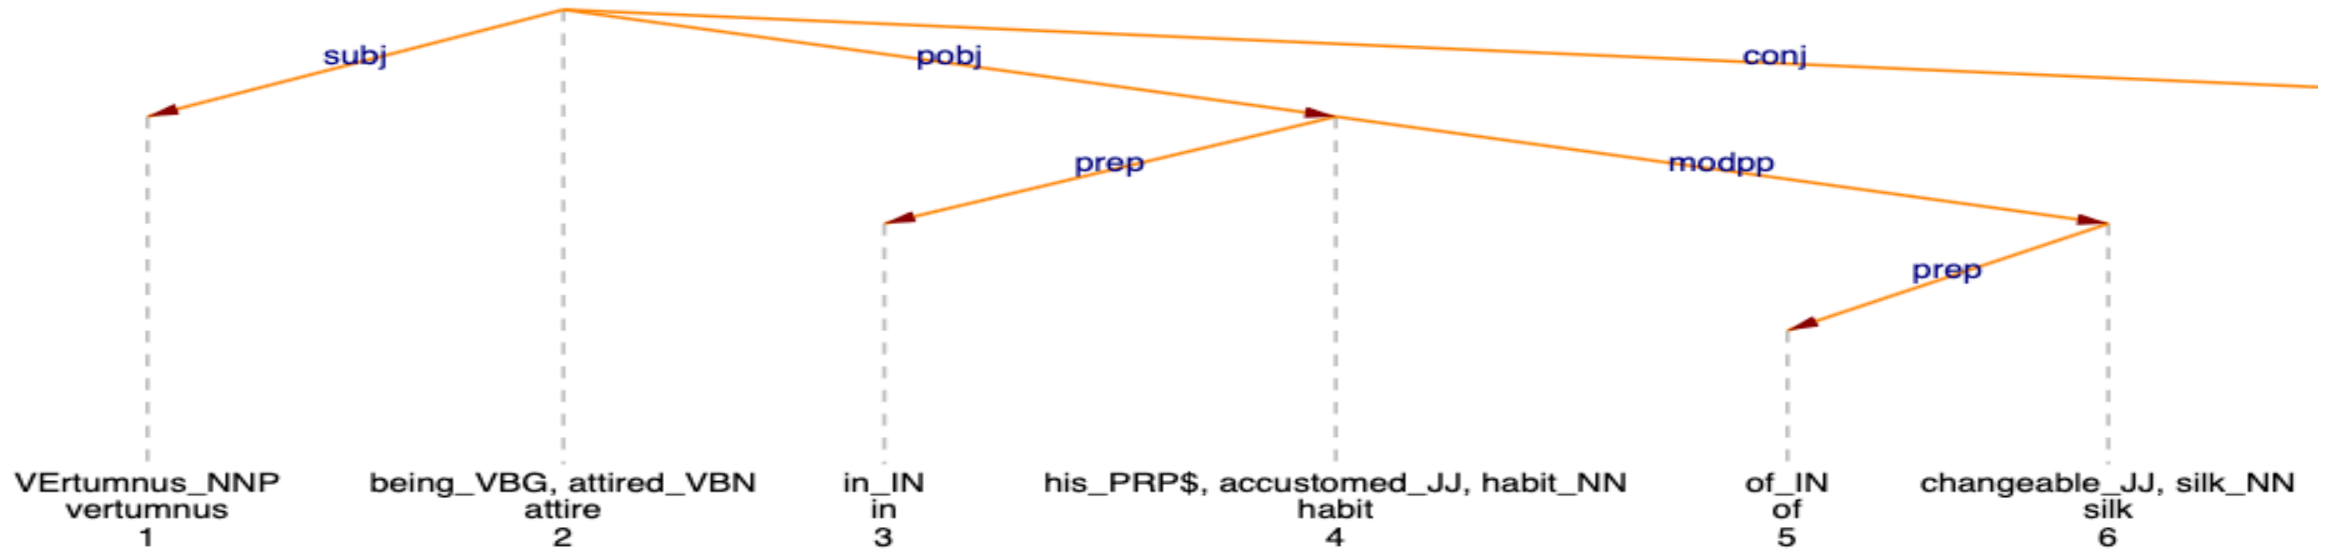 subj pobj conj
prep modpp
prep
VErtumnus_NNP being_VBG, attired_VBN in_IN his_PRP$, accustomed_JJ, habit_NN of_IN changeable_JJ, silk_NN
vertumnus attire in habit of silk
1 2 3 4 5 6